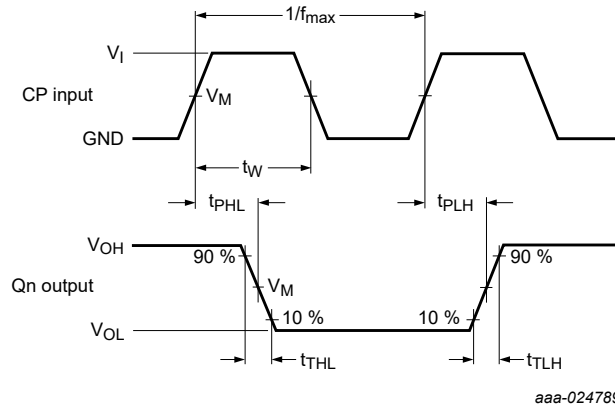 1/fmax
VI
CP input
VM
GND
tW
tPHL
tPLH
VOH
90 %
90 %
Qn output
VM
10 %
10 %
VOL
tTHL
tTLH
aaa-024789